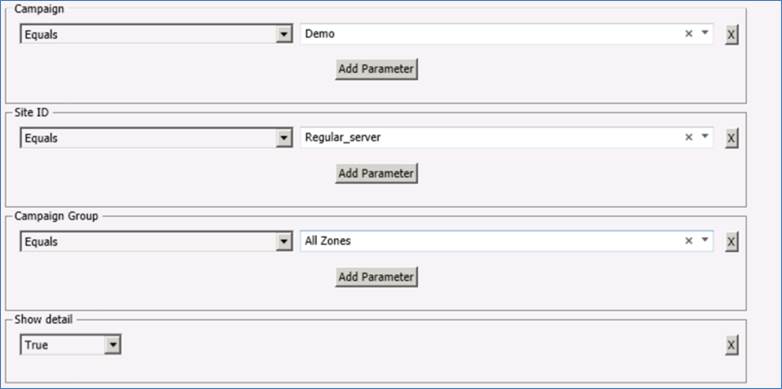 Campaign
Equals Demo X
Add Parameter
Site ID
Equals Regular_server X
Add Parameter
Campaign Group
Equals All Zones X
Add Parameter
Show detail
True X